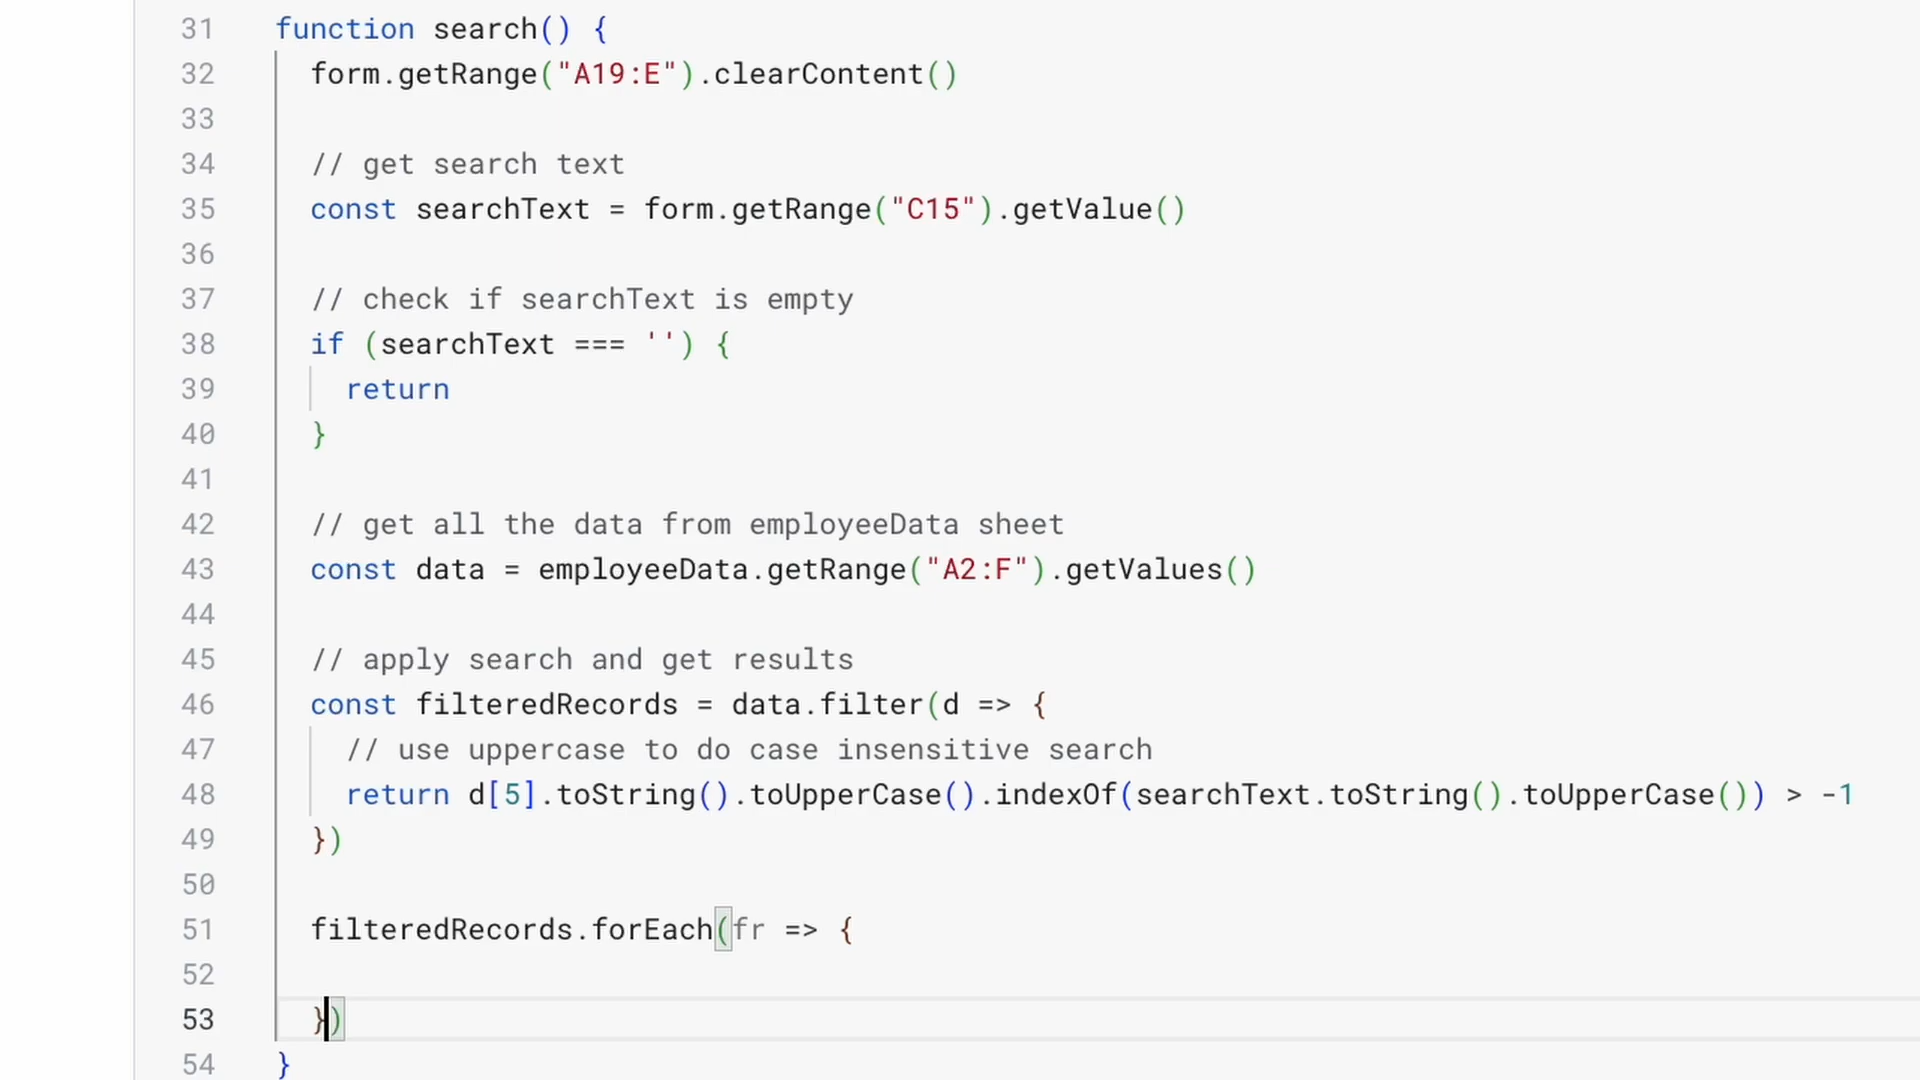 31 function search() {
32 form.getRange("A19:E").clearContent()
33
34 // get search text
35 const searchText = form.getRange("C15").getValue()
36
37 // check if searchText is empty
38 if (searchText === '') {
39 return
40 }
41
42 // get all the data from employeeData sheet
43 const data = employeeData.getRange("A2:F").getValues()
44
45 // apply search and get results
46 const filteredRecords = data.filter(d => {
47 // use uppercase to do case insensitive search
48 return d[5].toString().toUpperCase().indexOf(searchText.toString().toUpperCase()) > -1
49 })
50
51 filteredRecords.forEach(fr => {
52
53 })
54 }